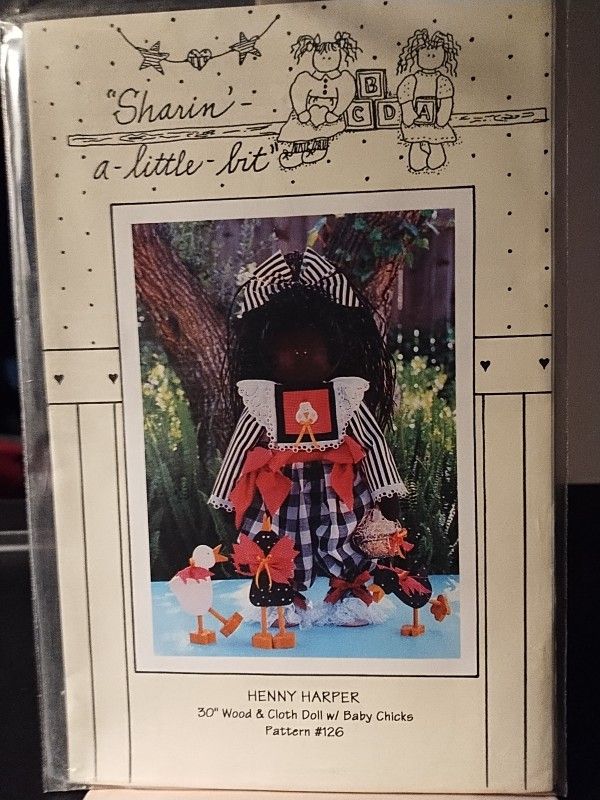 "Sharin'-
a-little-bit"
B
C D A
HENNY HARPER
30" Wood & Cloth Doll w/ Baby Chicks
Pattern #126